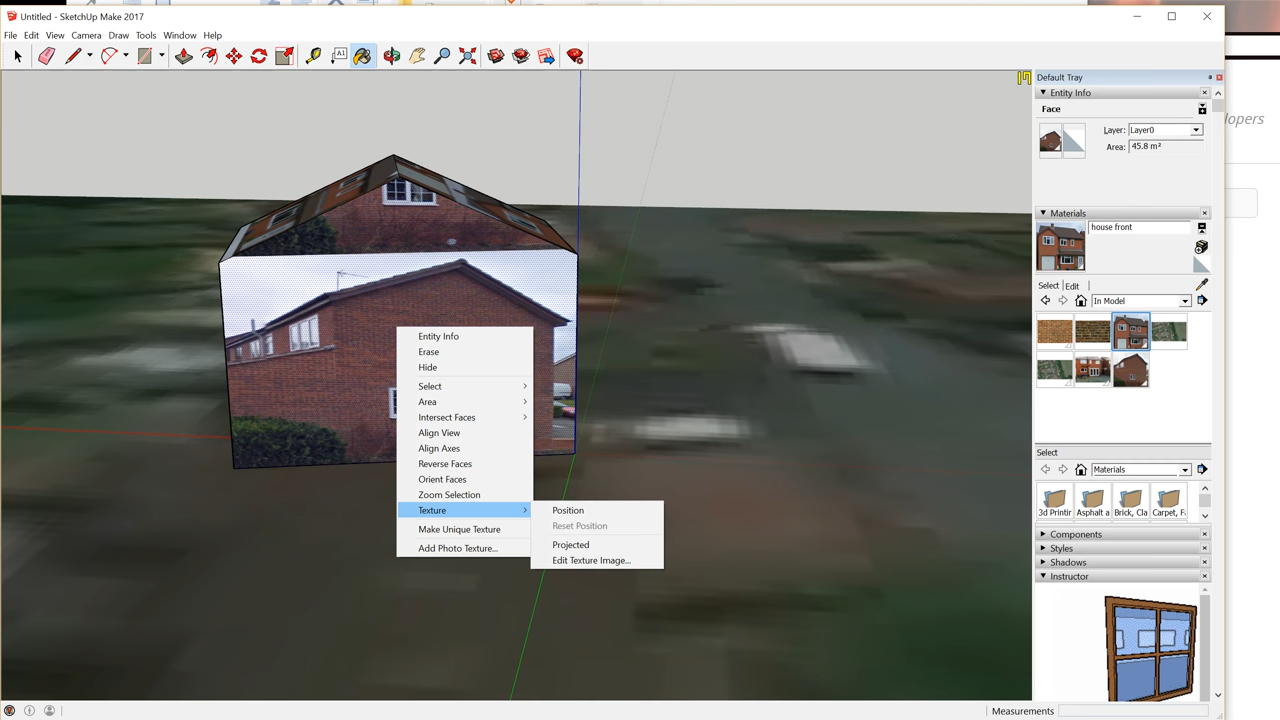 Untitled - SketchUp Make 2017
File Edit View Camera Draw Tools Window Help
A1
Default Tray
Entity Info
Face
Layer: Layer0
Area: 45.8 m²
Materials
house front
Select Edit
In Model
Select
Materials
3d Printin
Asphalt a
Brick, Cla
Carpet, F
Components
Styles
Shadows
Instructor
Entity Info
Erase
Hide
Select
Area
Intersect Faces
Align View
Align Axes
Reverse Faces
Orient Faces
Zoom Selection
Texture
Make Unique Texture
Add Photo Texture...
Position
Reset Position
Projected
Edit Texture Image...
Measurements
lopers